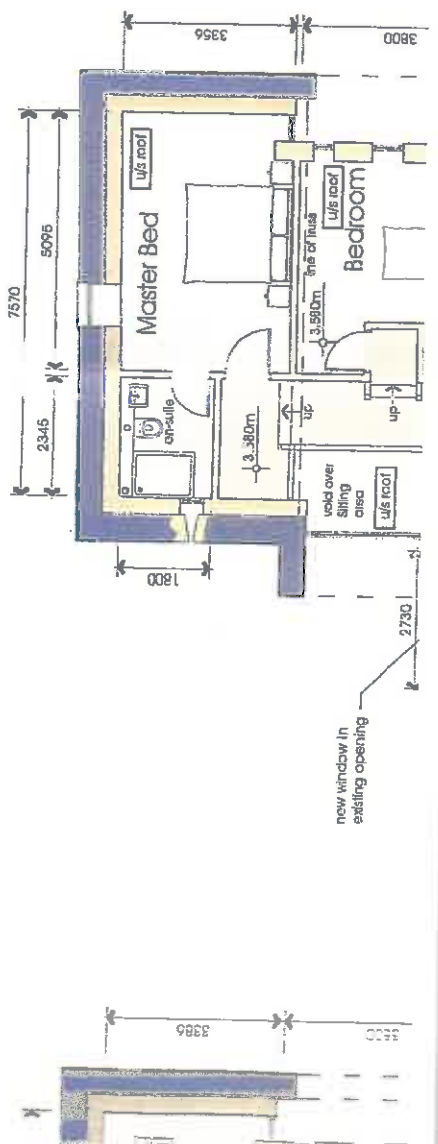 7570
2345
5095
3356
3800
u/s roof
Master Bed
en-suite
1800
3.380m
up
line of truss
u/s roof
3.580m
Bedroom
up
void over
sitting
area
u/s roof
2730
new window in
existing opening
3386